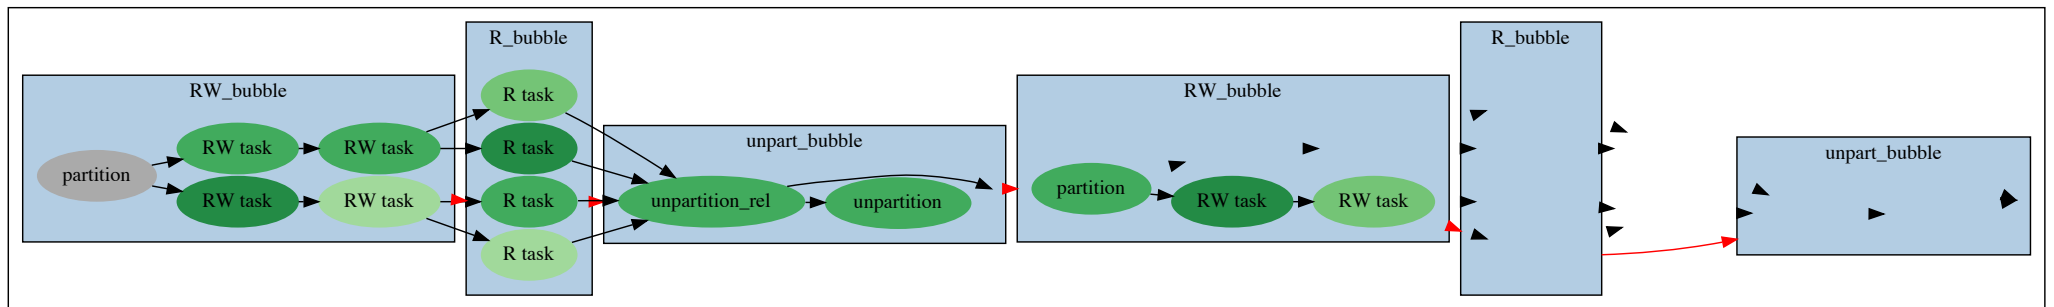 RW_bubble
partition
RW task
RW task
RW task
RW task
R_bubble
R task
R task
R task
R task
unpart_bubble
unpartition_rel
unpartition
RW_bubble
partition
RW task
RW task
R_bubble
unpart_bubble